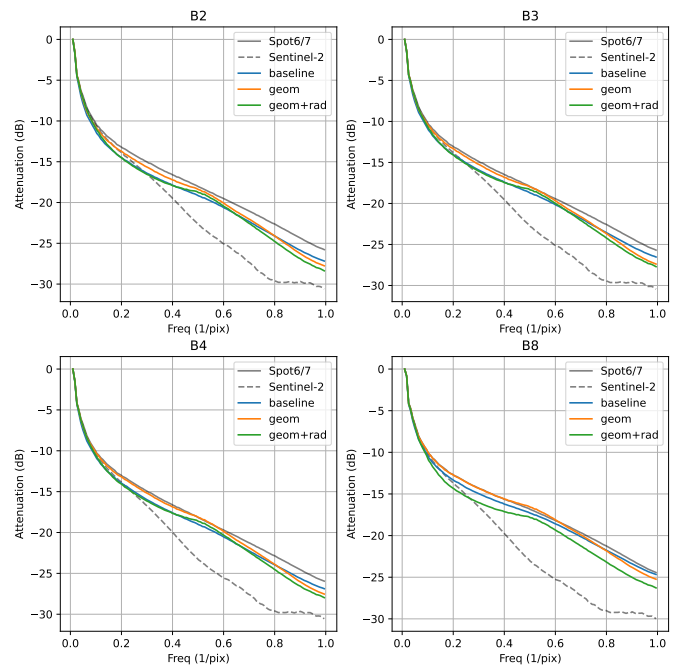 B2
0
−5
−10
−15
−20
−25
−30
Attenuation (dB)
0.0 0.2 0.4 0.6 0.8 1.0
Freq (1/pix)
Spot6/7
Sentinel-2
baseline
geom
geom+rad
B3
0
−5
−10
−15
−20
−25
−30
Attenuation (dB)
0.0 0.2 0.4 0.6 0.8 1.0
Freq (1/pix)
Spot6/7
Sentinel-2
baseline
geom
geom+rad
B4
0
−5
−10
−15
−20
−25
−30
Attenuation (dB)
0.0 0.2 0.4 0.6 0.8 1.0
Freq (1/pix)
Spot6/7
Sentinel-2
baseline
geom
geom+rad
B8
0
−5
−10
−15
−20
−25
−30
Attenuation (dB)
0.0 0.2 0.4 0.6 0.8 1.0
Freq (1/pix)
Spot6/7
Sentinel-2
baseline
geom
geom+rad